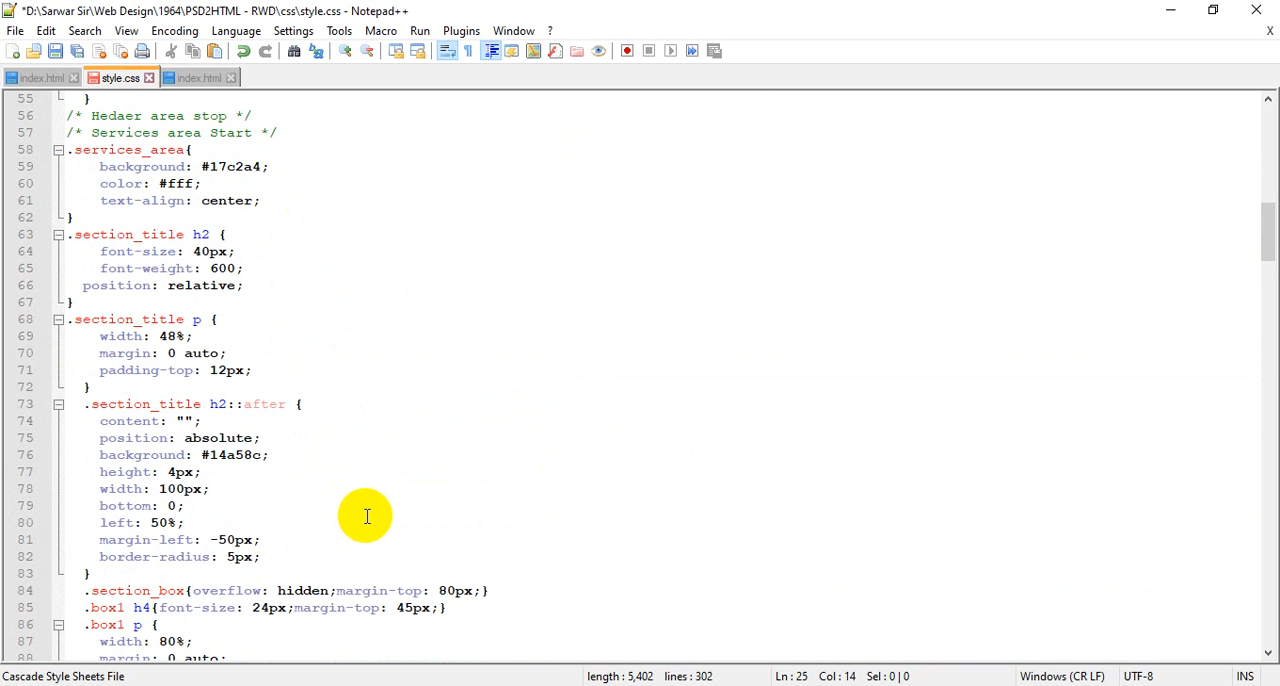 *D:\Sarwar Sir\Web Design\1964\PSD2HTML - RWD\css\style.css - Notepad++
File Edit Search View Encoding Language Settings Tools Macro Run Plugins Window ? X
index.html style.css index.html
55 }
56 /* Hedaer area stop */
57 /* Services area Start */
58 .services_area{
59 background: #17c2a4;
60 color: #fff;
61 text-align: center;
62 }
63 .section_title h2 {
64 font-size: 40px;
65 font-weight: 600;
66 position: relative;
67 }
68 .section_title p {
69 width: 48%;
70 margin: 0 auto;
71 padding-top: 12px;
72 }
73 .section_title h2::after {
74 content: "";
75 position: absolute;
76 background: #14a58c;
77 height: 4px;
78 width: 100px;
79 bottom: 0;
80 left: 50%;
81 margin-left: -50px;
82 border-radius: 5px;
83 }
84 .section_box{overflow: hidden;margin-top: 80px;}
85 .box1 h4{font-size: 24px;margin-top: 45px;}
86 .box1 p {
87 width: 80%;
88 margin: 0 auto;
Cascade Style Sheets File length : 5,402 lines : 302 Ln : 25 Col : 14 Sel : 0 | 0 Windows (CR LF) UTF-8 INS